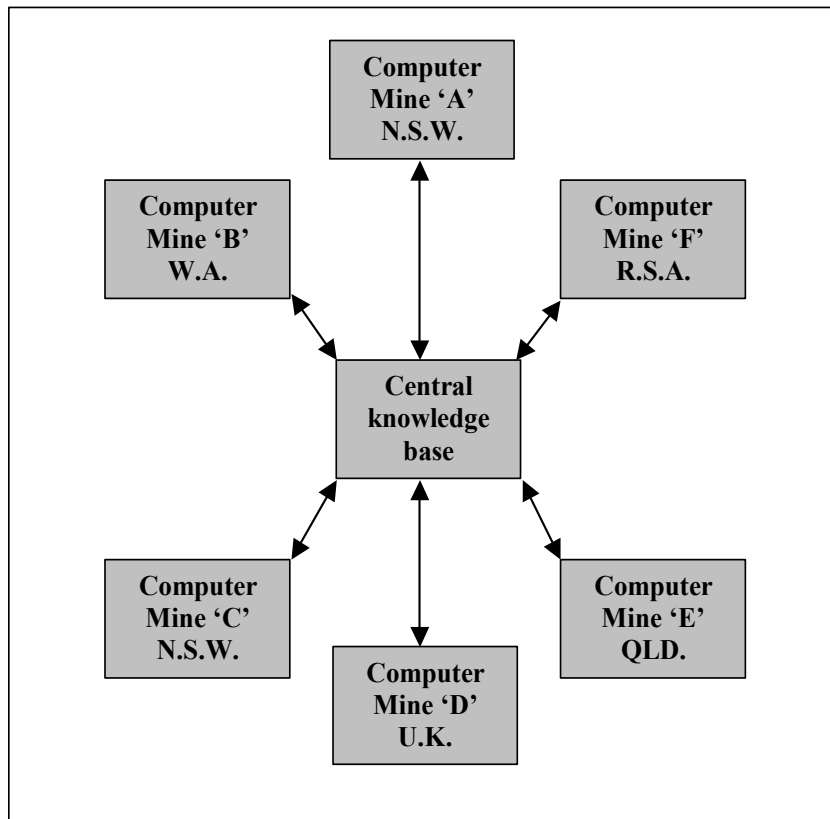 Computer
Mine ‘A’
N.S.W.
Computer
Mine ‘B’
W.A.
Computer
Mine ‘F’
R.S.A.
Central
knowledge
base
Computer
Mine ‘C’
N.S.W.
Computer
Mine ‘E’
QLD.
Computer
Mine ‘D’
U.K.